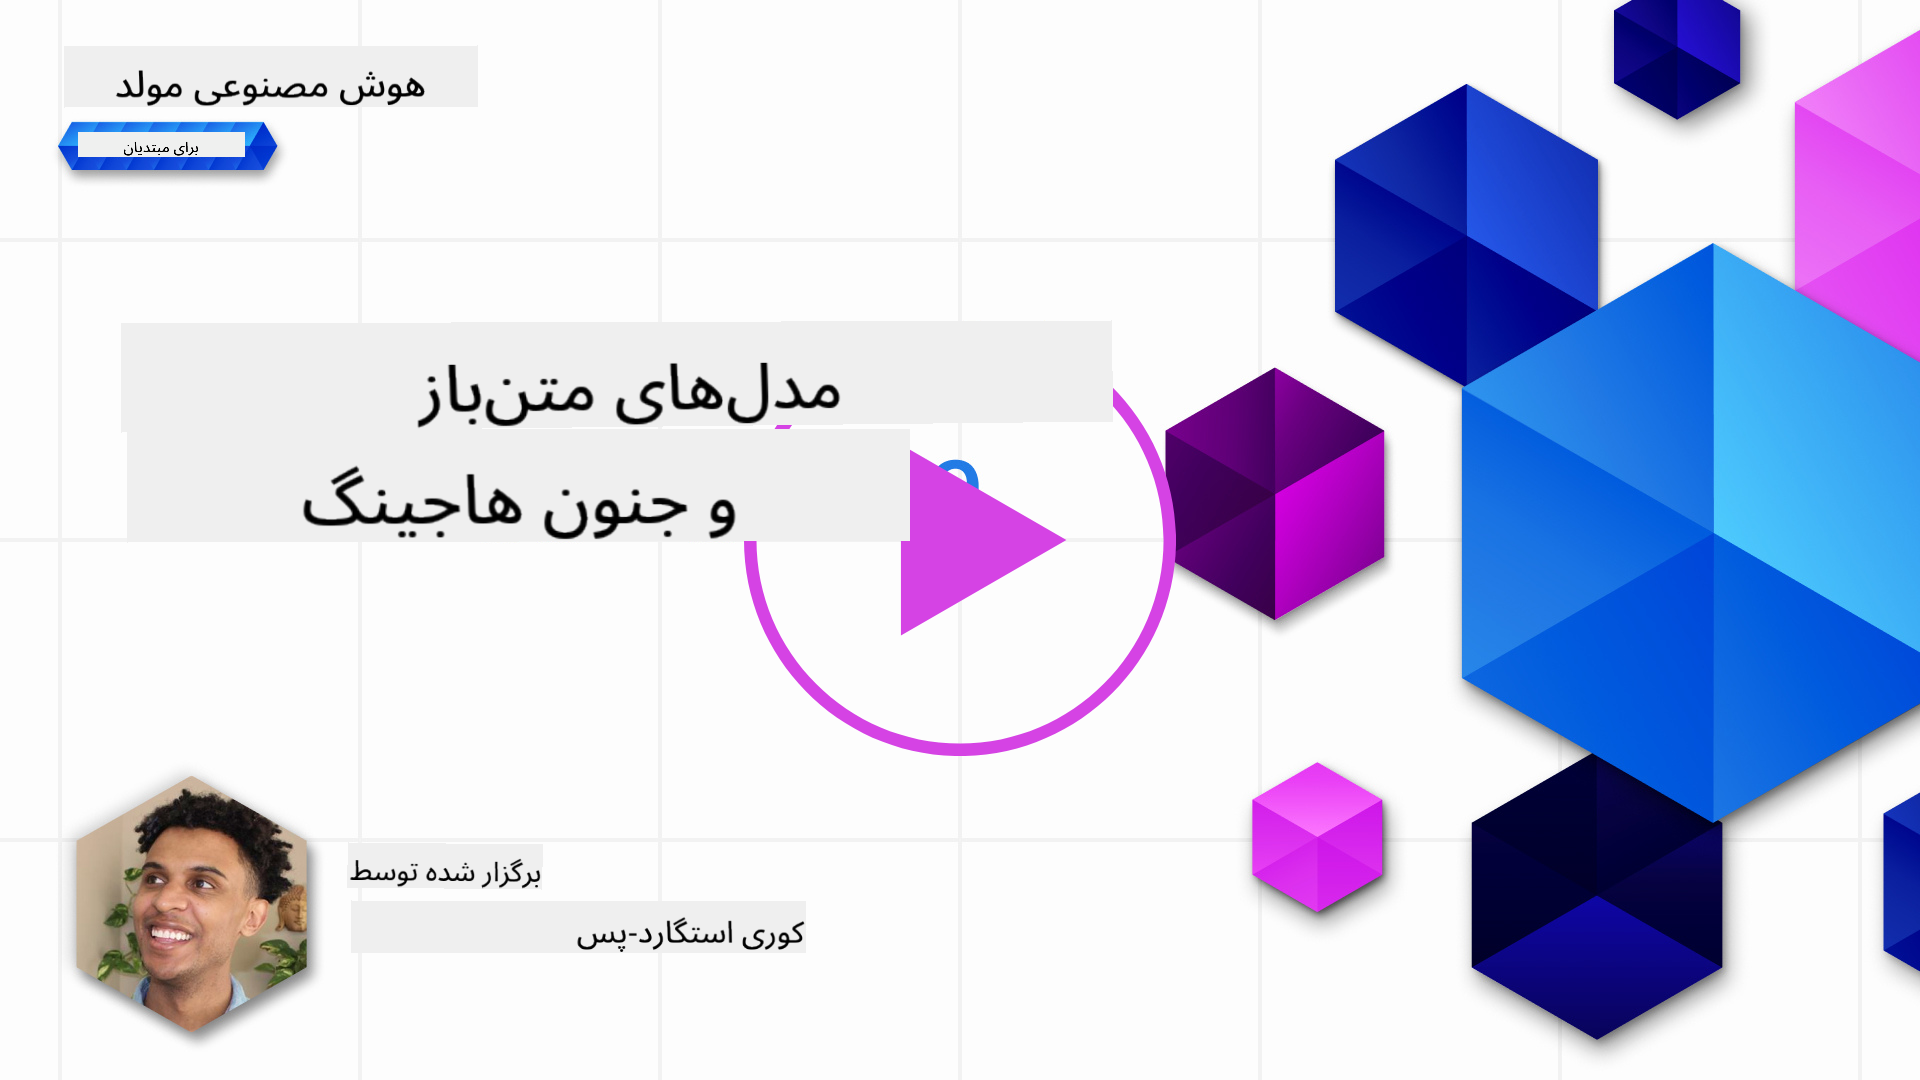 هوش مصنوعی مولد
برای مبتدیان
مدل‌های متن‌باز
و جنون هاجینگ
برگزار شده توسط
کوری استگارد-پس